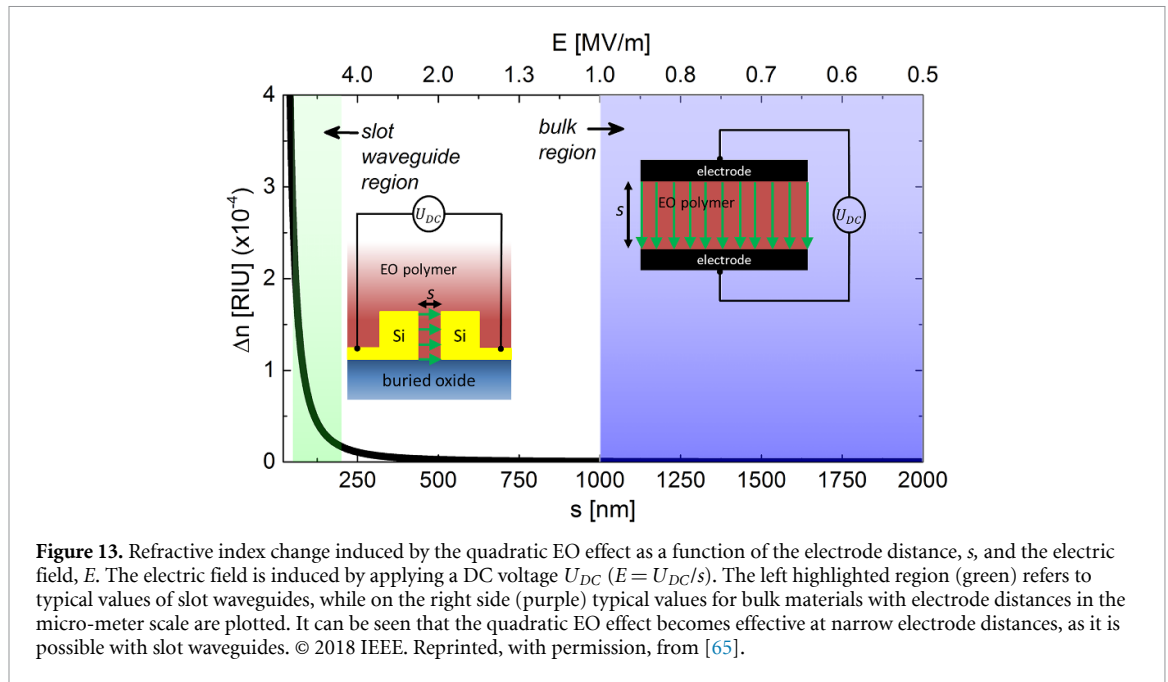 E [MV/m]
4.0 2.0 1.3 1.0 0.8 0.7 0.6 0.5
4
3
2
1
0
Δn [RIU] (x10⁻⁴)
slot
waveguide
region
bulk
region
U_DC
EO polymer
s
Si Si
buried oxide
electrode
s
EO polymer
U_DC
electrode
250 500 750 1000 1250 1500 1750 2000
s [nm]
Figure 13. Refractive index change induced by the quadratic EO effect as a function of the electrode distance, s, and the electric
field, E. The electric field is induced by applying a DC voltage U_DC (E = U_DC/s). The left highlighted region (green) refers to
typical values of slot waveguides, while on the right side (purple) typical values for bulk materials with electrode distances in the
micro-meter scale are plotted. It can be seen that the quadratic EO effect becomes effective at narrow electrode distances, as it is
possible with slot waveguides. © 2018 IEEE. Reprinted, with permission, from [65].